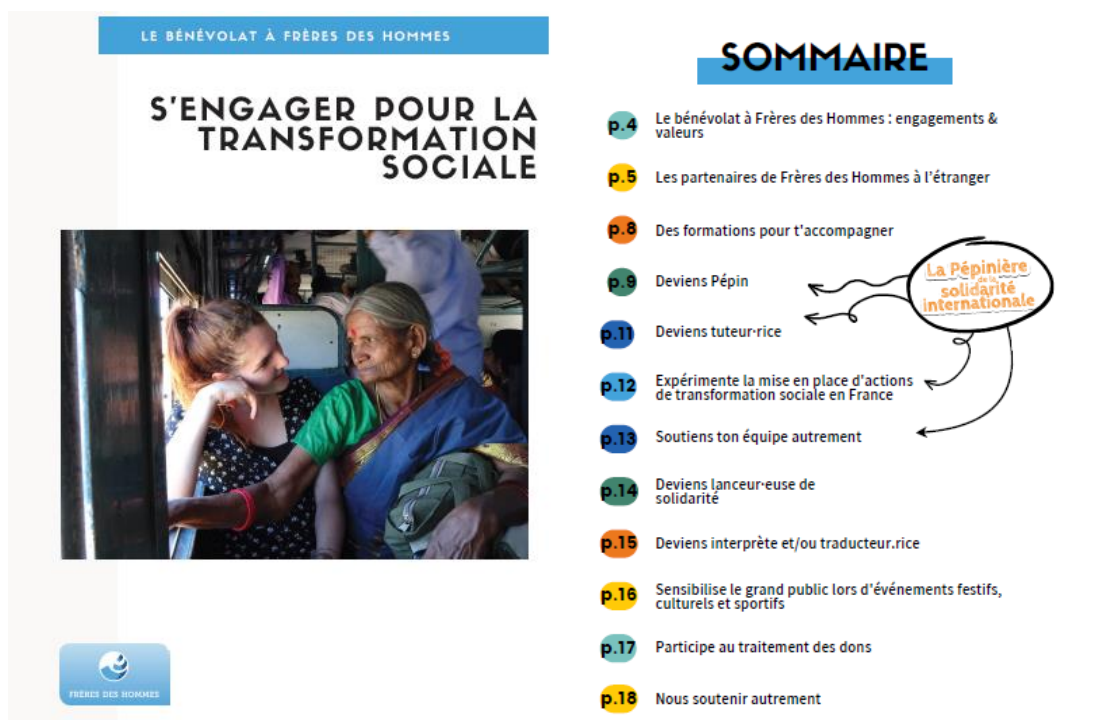 LE BÉNÉVOLAT À FRÈRES DES HOMMES
S'ENGAGER POUR LA
TRANSFORMATION
SOCIALE
FRÈRES DES HOMMES
SOMMAIRE
p.4
Le bénévolat à Frères des Hommes : engagements &
valeurs
p.5
Les partenaires de Frères des Hommes à l'étranger
p.8
Des formations pour t'accompagner
p.9
Deviens Pépin
La Pépinière
de la
solidarité
internationale
p.11
Deviens tuteur·rice
p.12
Expérimente la mise en place d'actions
de transformation sociale en France
p.13
Soutiens ton équipe autrement
p.14
Deviens lanceur·euse de
solidarité
p.15
Deviens interprète et/ou traducteur.rice
p.16
Sensibilise le grand public lors d'événements festifs,
culturels et sportifs
p.17
Participe au traitement des dons
p.18
Nous soutenir autrement